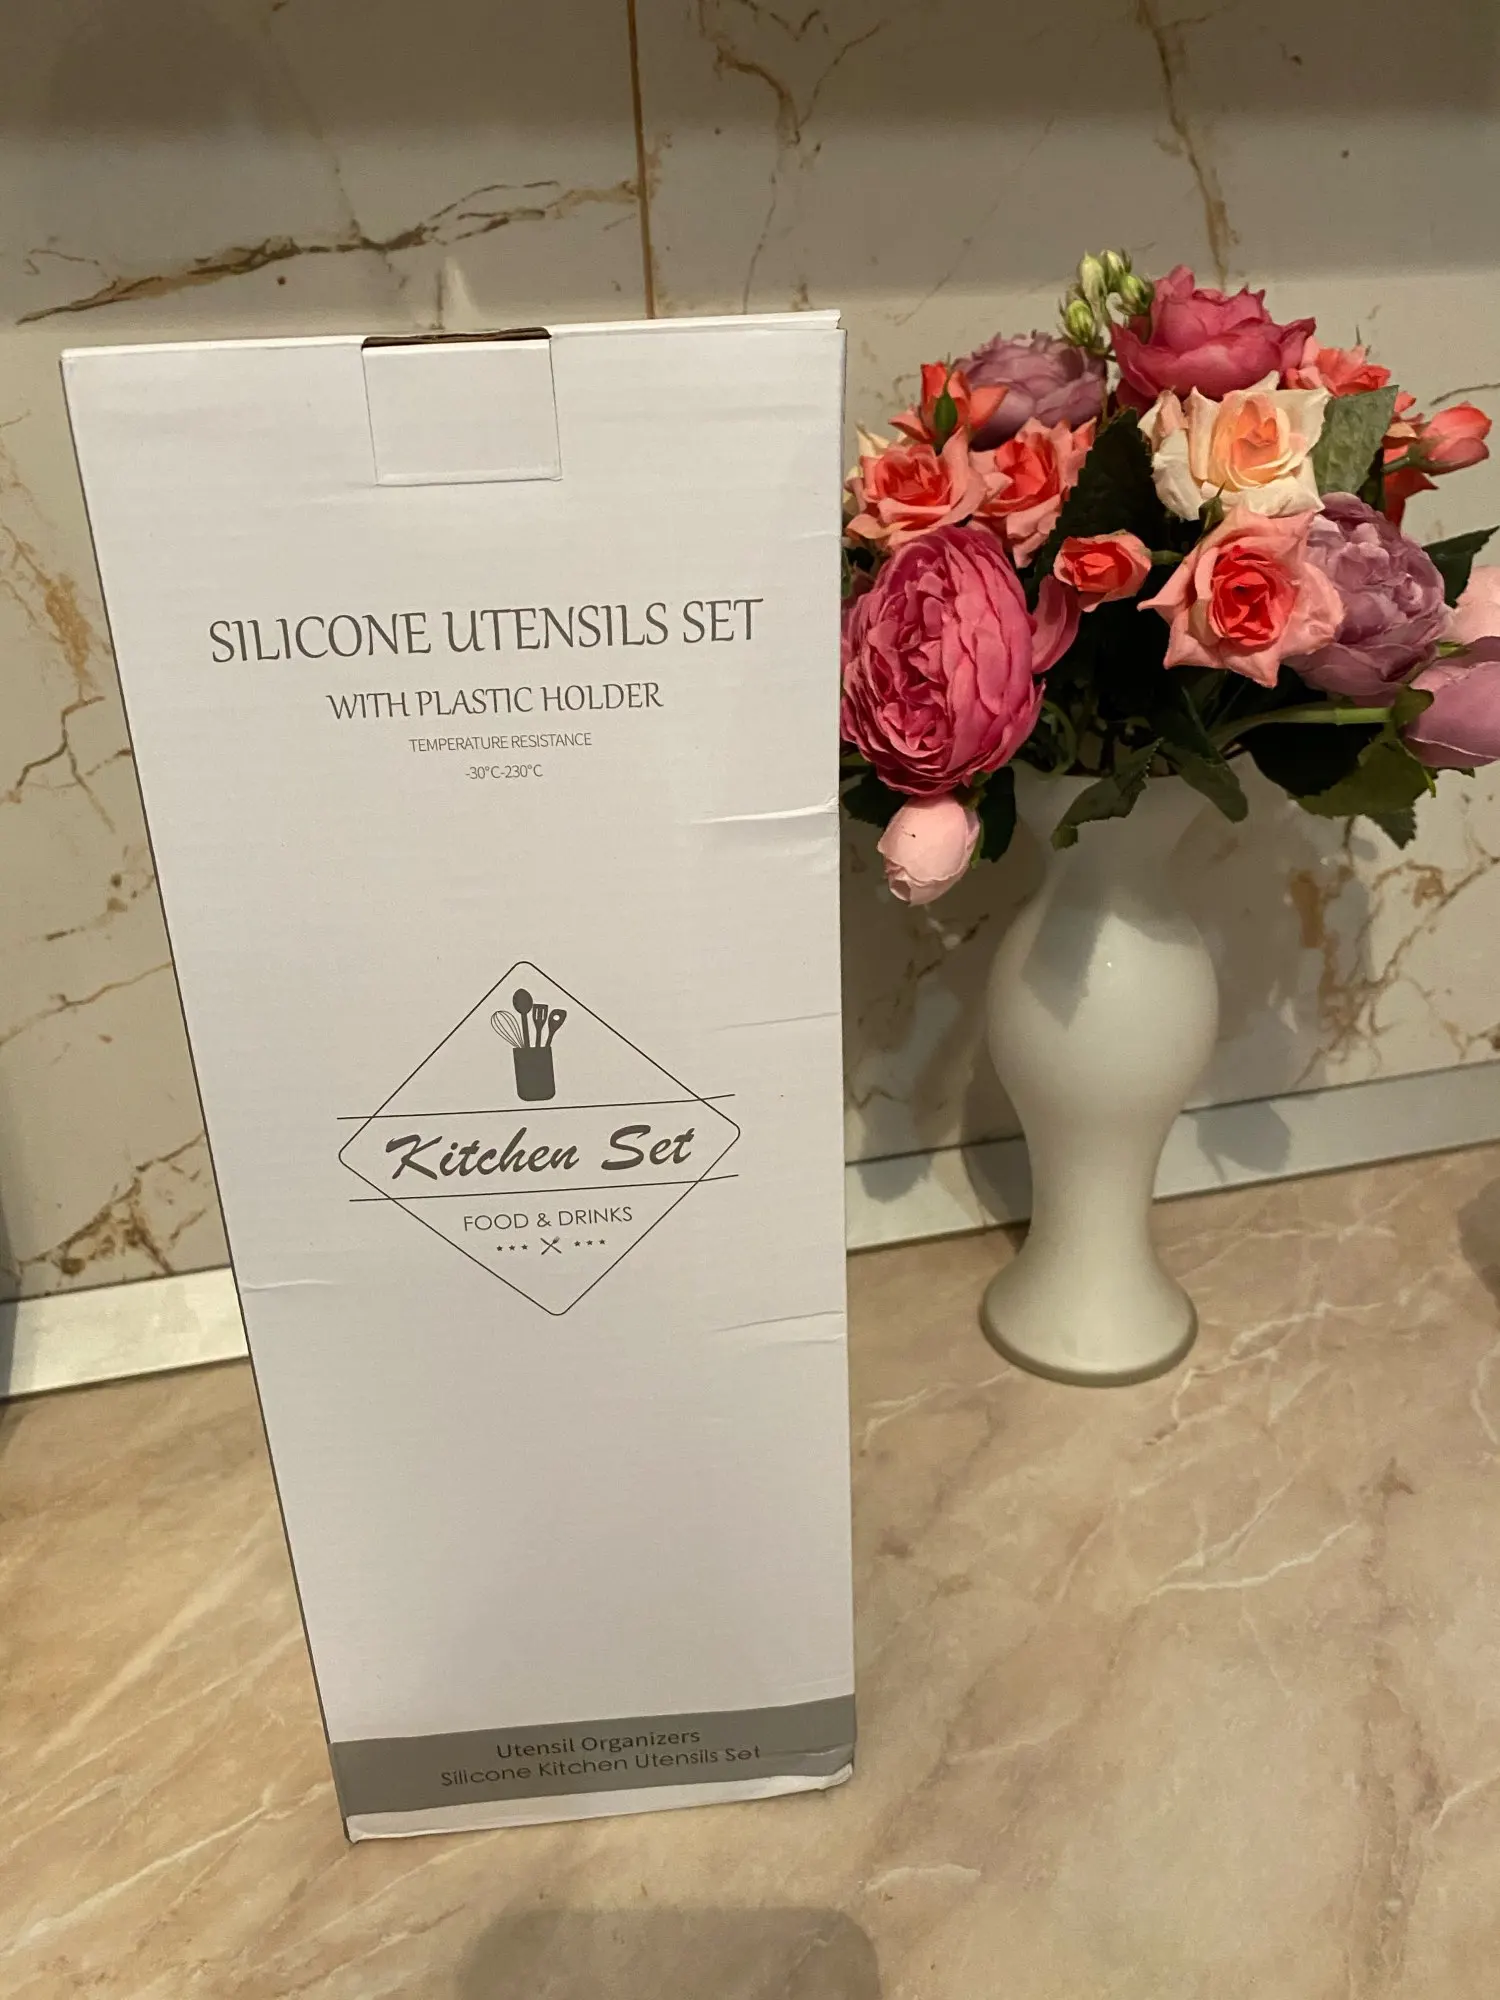 SILICONE UTENSILS SET
WITH PLASTIC HOLDER
TEMPERATURE RESISTANCE
-30°C-230°C
Kitchen Set
FOOD & DRINKS
Utensil Organizers
Silicone Kitchen Utensils Set